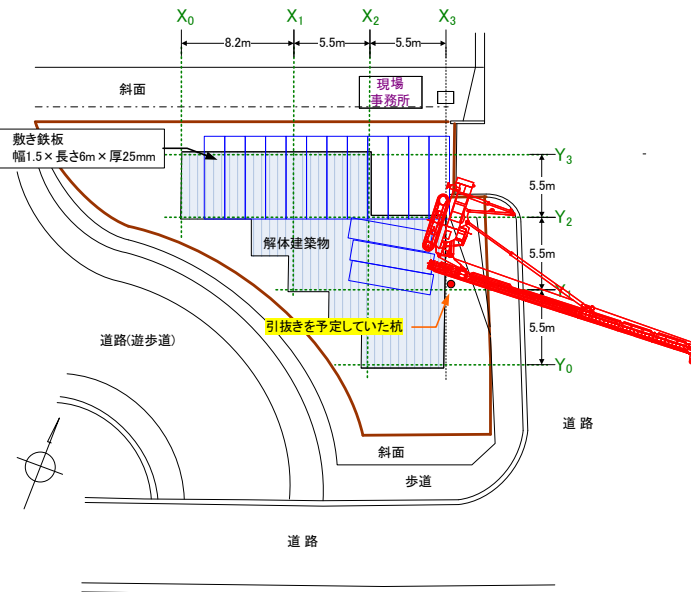 X₀
X₁
X₂
X₃
8.2m
5.5m
5.5m
斜面
現場
事務所
敷き鉄板
幅1.5×長さ6m×厚25mm
Y₃
5.5m
Y₂
解体建築物
5.5m
引抜きを予定していた杭
5.5m
道路(遊歩道)
Y₀
道 路
斜面
歩道
道 路